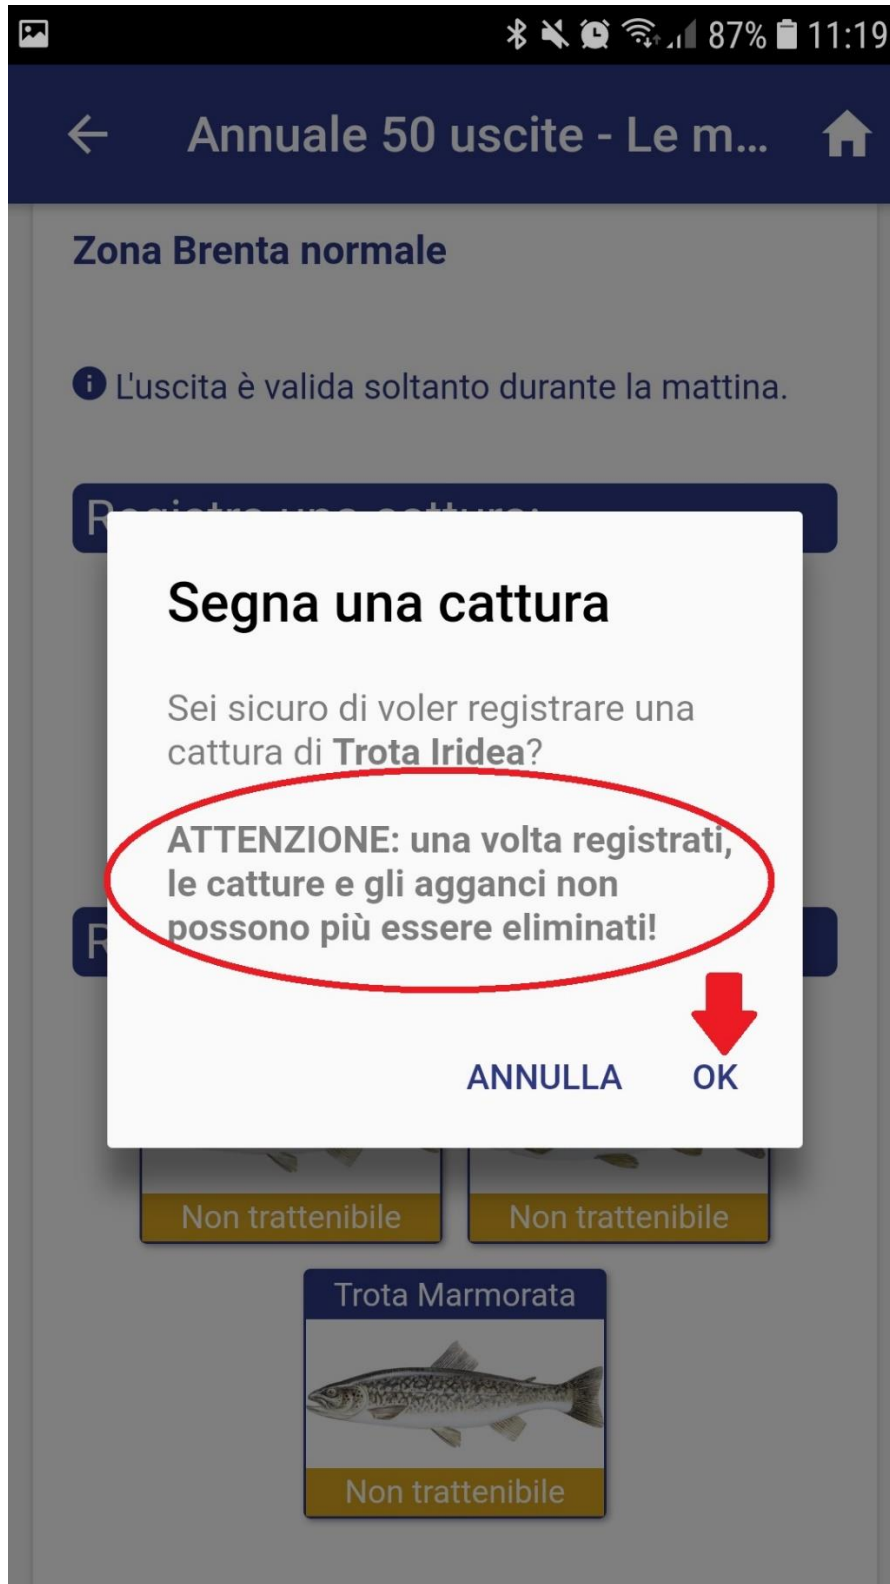 87% 11:19
Annuale 50 uscite - Le m...
Zona Brenta normale
L'uscita è valida soltanto durante la mattina.
Segna una cattura
Sei sicuro di voler registrare una
cattura di Trota Iridea?
ATTENZIONE: una volta registrati,
le catture e gli agganci non
possono più essere eliminati!
ANNULLA OK
Non trattenibile Non trattenibile
Trota Marmorata
Non trattenibile